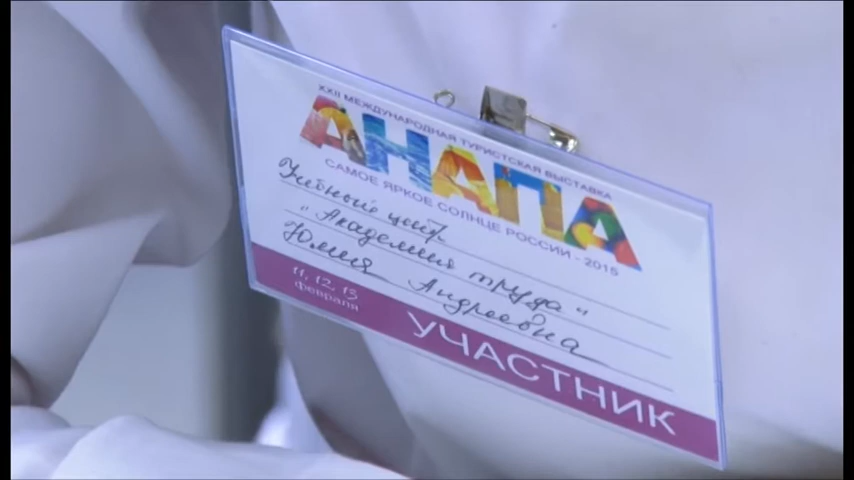 XXII МЕЖДУНАРОДНАЯ ТУРИСТСКАЯ ВЫСТАВКА
АНАПА
САМОЕ ЯРКОЕ СОЛНЦЕ РОССИИ - 2015
Учебный центр
"Академия труда"
Юлия Андреевна
11, 12, 13
февраля
УЧАСТНИК